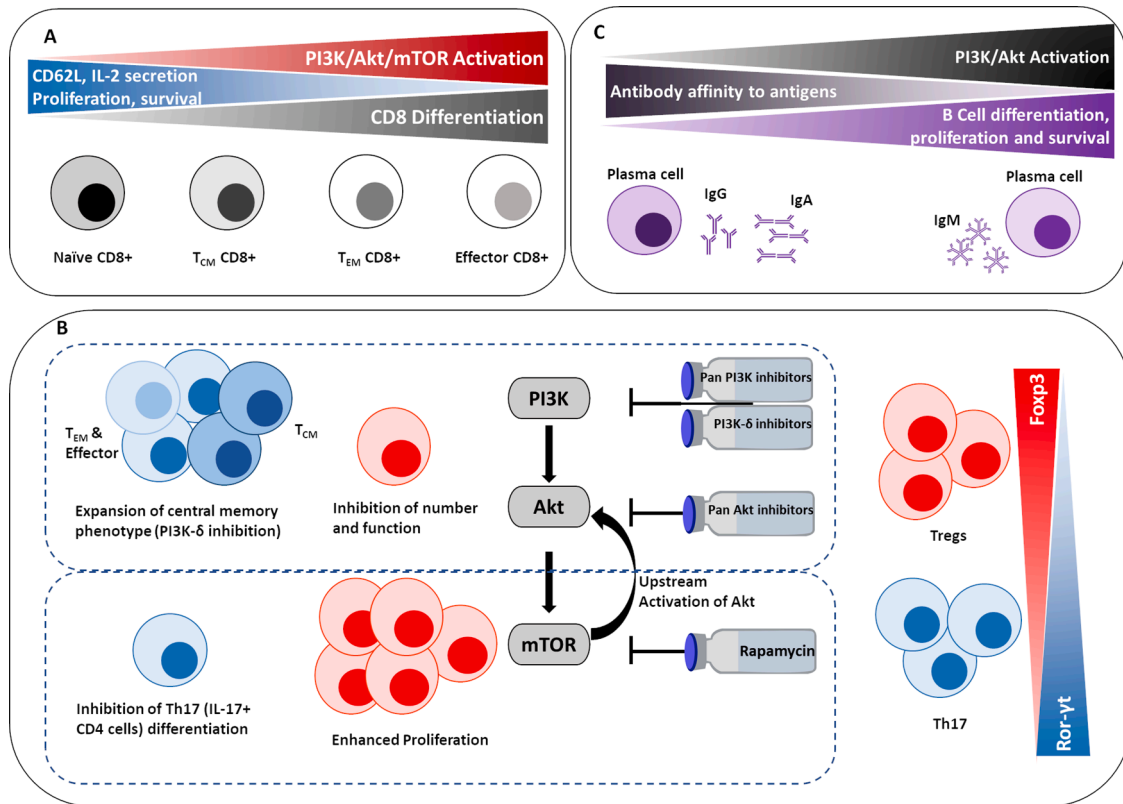 A
PI3K/Akt/mTOR Activation
CD62L, IL-2 secretion
Proliferation, survival
CD8 Differentiation
Naïve CD8+
T_CM CD8+
T_EM CD8+
Effector CD8+
C
PI3K/Akt Activation
Antibody affinity to antigens
B Cell differentiation,
proliferation and survival
Plasma cell
IgG
IgA
IgM
Plasma cell
B
T_EM &
Effector
T_CM
Expansion of central memory
phenotype (PI3K-δ inhibition)
Inhibition of number
and function
PI3K
Pan PI3K inhibitors
PI3K-δ inhibitors
Akt
Pan Akt inhibitors
Upstream
Activation of Akt
mTOR
Rapamycin
Inhibition of Th17 (IL-17+
CD4 cells) differentiation
Enhanced Proliferation
Tregs
Th17
Foxp3
Ror-γt